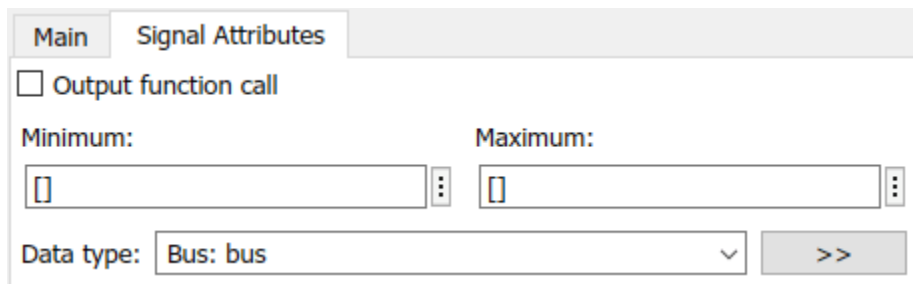 Main Signal Attributes
Output function call
Minimum: Maximum:
[] []
Data type: Bus: bus >>